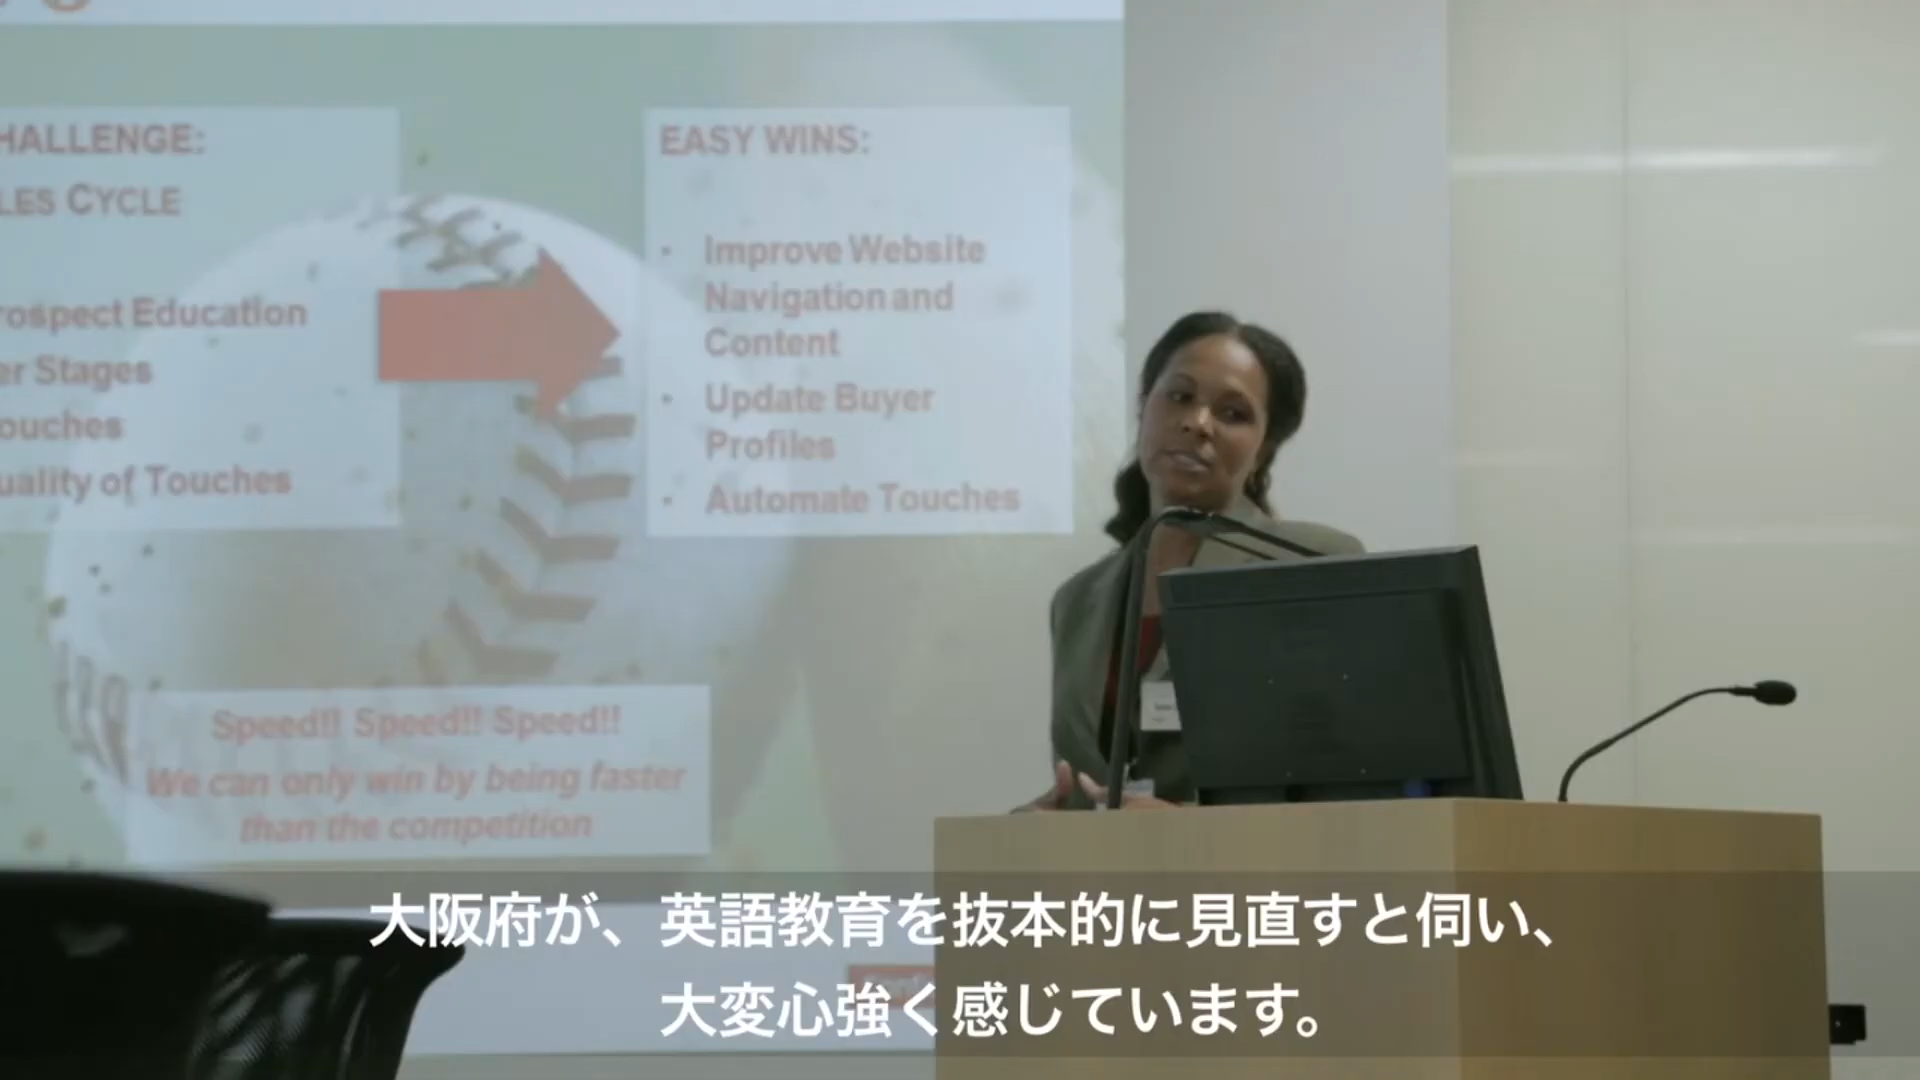 HALLENGE:
LES CYCLE
rospect Education
er Stages
ouches
uality of Touches
EASY WINS:
• Improve Website
Navigation and
Content
• Update Buyer
Profiles
• Automate Touches
Speed!! Speed!! Speed!!
We can only win by being faster
than the competition
大阪府が、英語教育を抜本的に見直すと伺い、
大変心強く感じています。